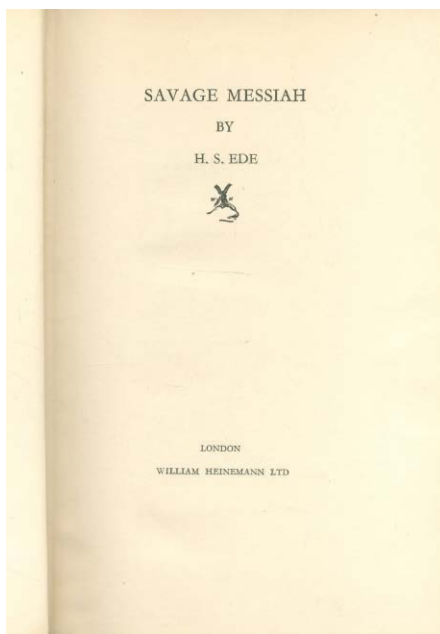 SAVAGE MESSIAH
BY
H. S. EDE
LONDON
WILLIAM HEINEMANN LTD